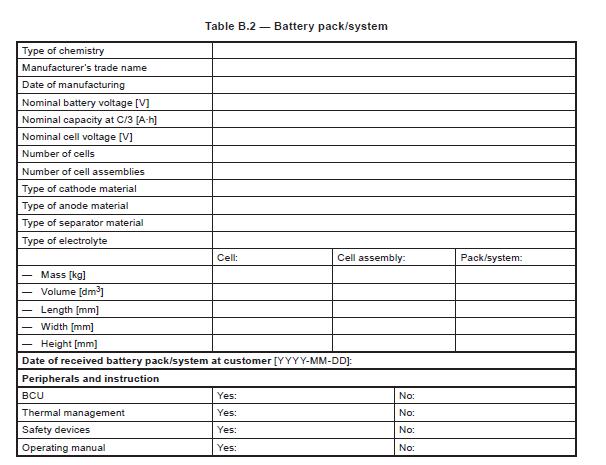 Table B.2 — Battery pack/system
Type of chemistry
Manufacturer's trade name
Date of manufacturing
Nominal battery voltage [V]
Nominal capacity at C/3 [A·h]
Nominal cell voltage [V]
Number of cells
Number of cell assemblies
Type of cathode material
Type of anode material
Type of separator material
Type of electrolyte
Cell: Cell assembly: Pack/system:
— Mass [kg]
— Volume [dm³]
— Length [mm]
— Width [mm]
— Height [mm]
Date of received battery pack/system at customer [YYYY-MM-DD]:
Peripherals and instruction
BCU Yes: No:
Thermal management Yes: No:
Safety devices Yes: No:
Operating manual Yes: No: